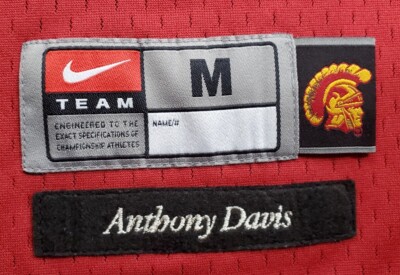 M
TEAM
ENGINEERED TO THE
EXACT SPECIFICATIONS OF
CHAMPIONSHIP ATHLETES
NAME/#
Anthony Davis